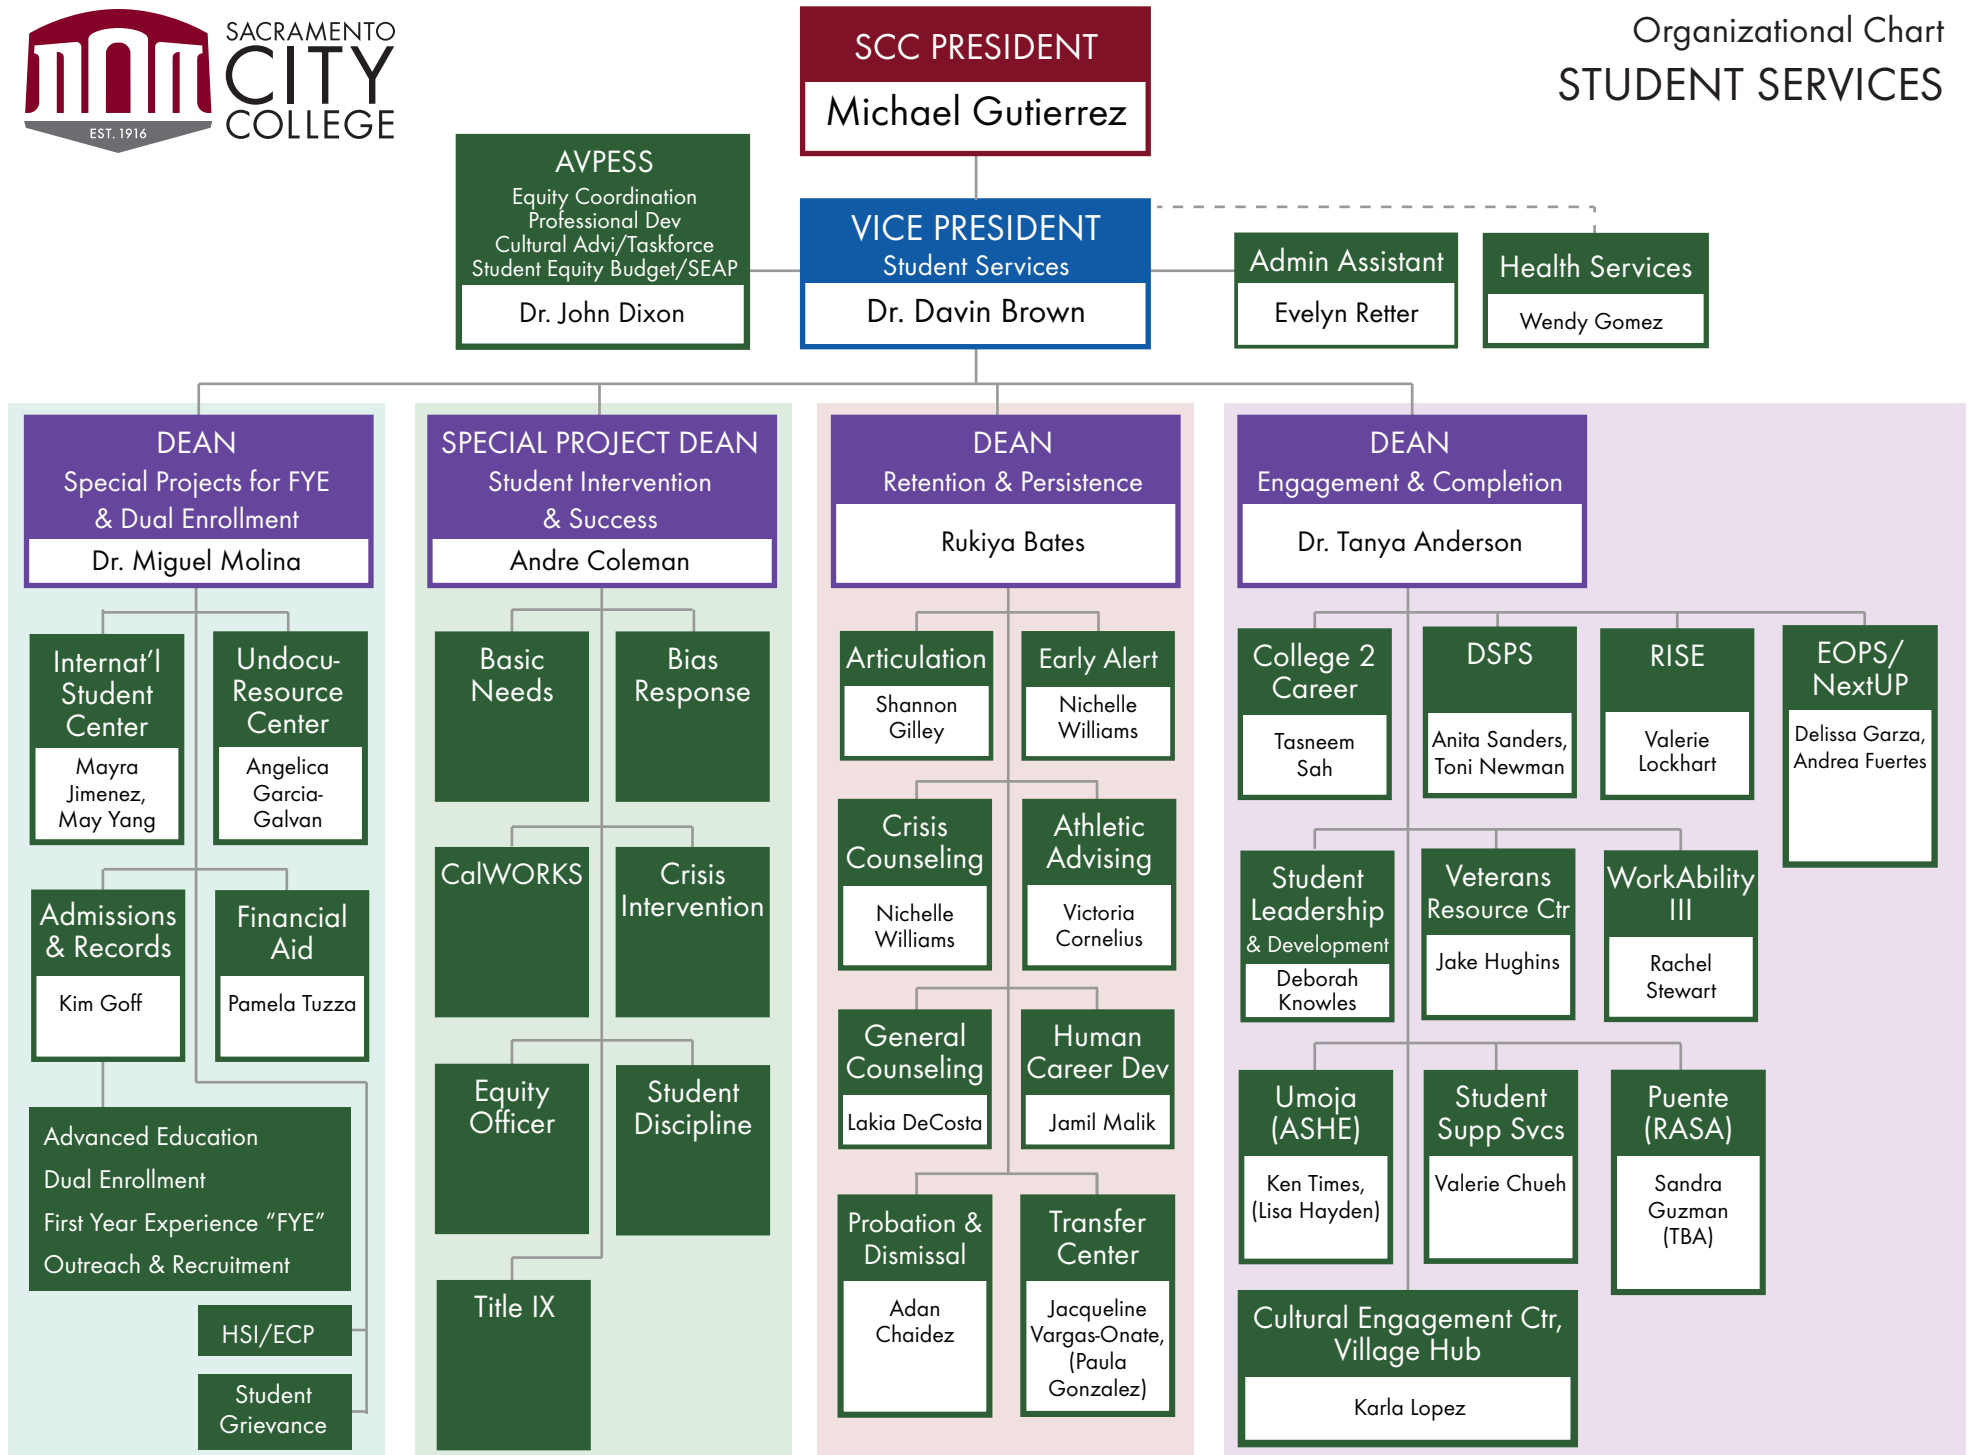 SACRAMENTO
CITY
COLLEGE
EST. 1916
Organizational Chart
STUDENT SERVICES
SCC PRESIDENT
Michael Gutierrez
AVPESS
Equity Coordination
Professional Dev
Cultural Advi/Taskforce
Student Equity Budget/SEAP
Dr. John Dixon
VICE PRESIDENT
Student Services
Dr. Davin Brown
Admin Assistant
Evelyn Retter
Health Services
Wendy Gomez
DEAN
Special Projects for FYE
& Dual Enrollment
Dr. Miguel Molina
Internat'l
Student
Center
Mayra
Jimenez,
May Yang
Undocu-
Resource
Center
Angelica
Garcia-
Galvan
Admissions
& Records
Kim Goff
Financial
Aid
Pamela Tuzza
Advanced Education
Dual Enrollment
First Year Experience “FYE”
Outreach & Recruitment
HSI/ECP
Student
Grievance
SPECIAL PROJECT DEAN
Student Intervention
& Success
Andre Coleman
Basic
Needs
Bias
Response
CalWORKS
Crisis
Intervention
Equity
Officer
Student
Discipline
Title IX
DEAN
Retention & Persistence
Rukiya Bates
Articulation
Shannon
Gilley
Early Alert
Nichelle
Williams
Crisis
Counseling
Nichelle
Williams
Athletic
Advising
Victoria
Cornelius
General
Counseling
Lakia DeCosta
Human
Career Dev
Jamil Malik
Probation &
Dismissal
Adan
Chaidez
Transfer
Center
Jacqueline
Vargas-Onate,
(Paula
Gonzalez)
DEAN
Engagement & Completion
Dr. Tanya Anderson
College 2
Career
Tasneem
Sah
DSPS
Anita Sanders,
Toni Newman
RISE
Valerie
Lockhart
EOPS/
NextUP
Delissa Garza,
Andrea Fuertes
Student
Leadership
& Development
Deborah
Knowles
Veterans
Resource Ctr
Jake Hughins
WorkAbility
III
Rachel
Stewart
Umoja
(ASHE)
Ken Times,
(Lisa Hayden)
Student
Supp Svcs
Valerie Chueh
Puente
(RASA)
Sandra
Guzman
(TBA)
Cultural Engagement Ctr,
Village Hub
Karla Lopez